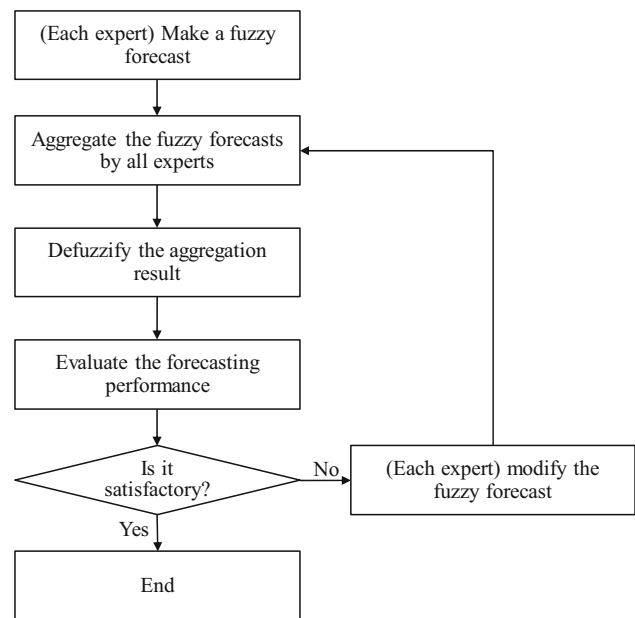 (Each expert) Make a fuzzy
forecast
Aggregate the fuzzy forecasts
by all experts
Defuzzify the aggregation
result
Evaluate the forecasting
performance
Is it
satisfactory?
No
(Each expert) modify the
fuzzy forecast
Yes
End